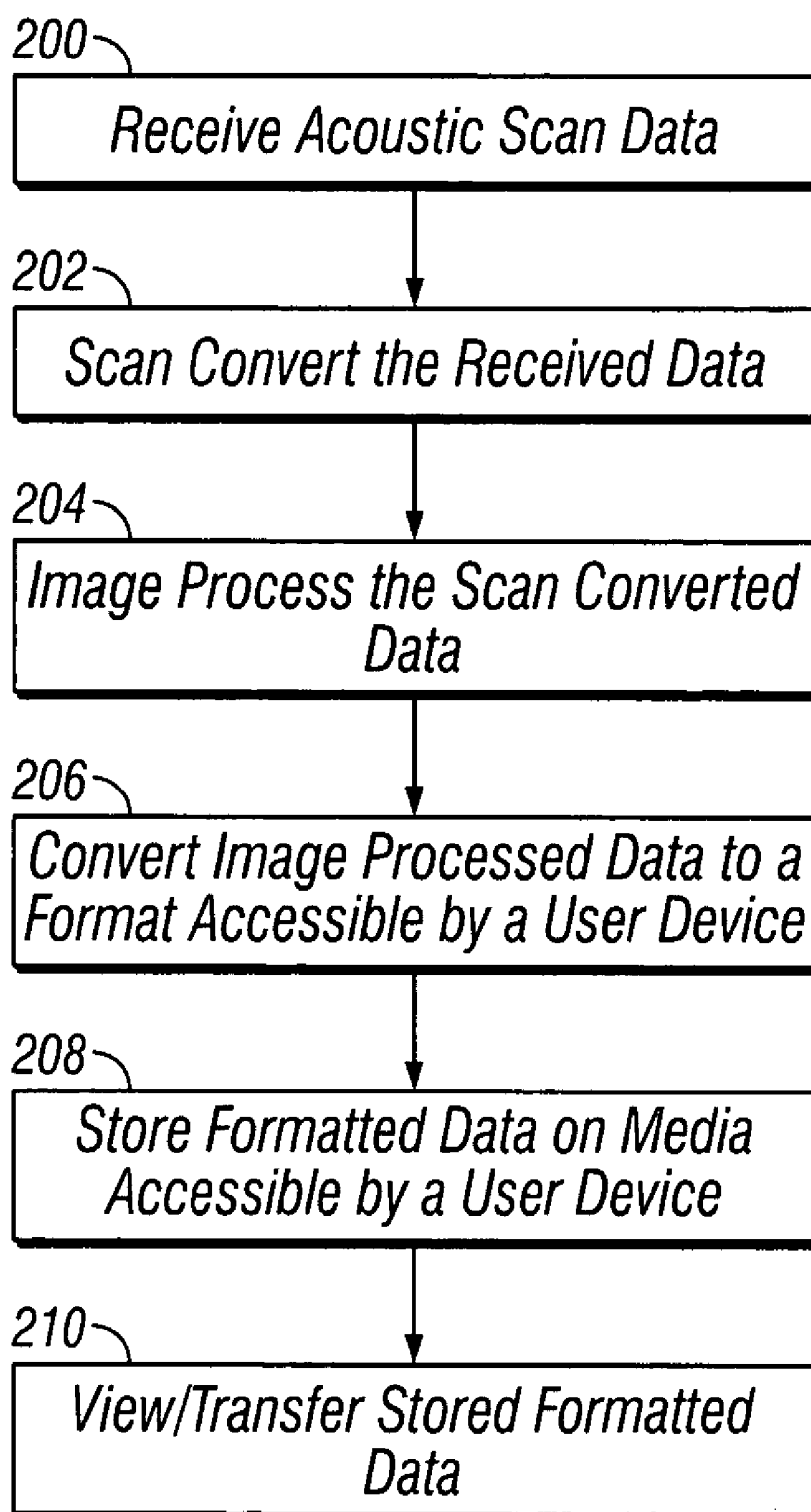 200
Receive Acoustic Scan Data
202
Scan Convert the Received Data
204
Image Process the Scan Converted
Data
206
Convert Image Processed Data to a
Format Accessible by a User Device
208
Store Formatted Data on Media
Accessible by a User Device
210
View/Transfer Stored Formatted
Data